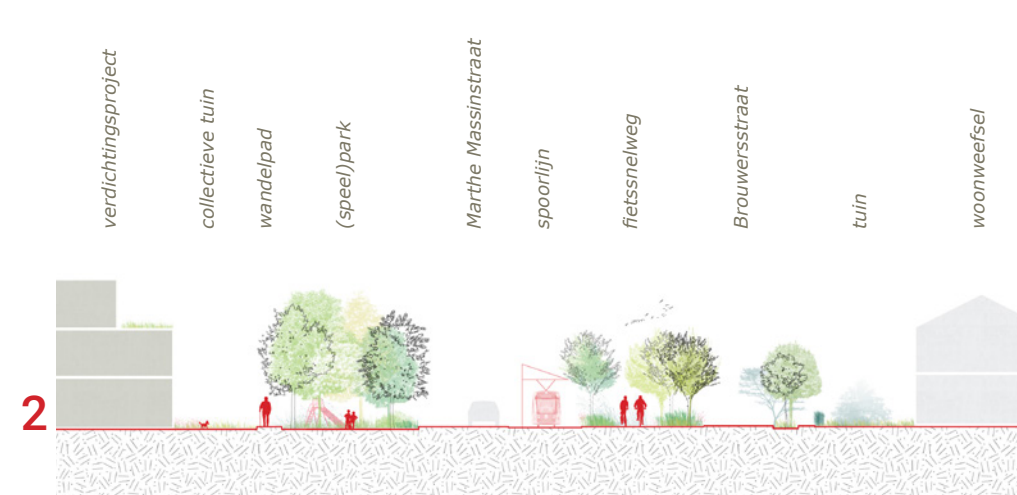 verdichtingsproject
collectieve tuin
wandelpad
(speel)park
Marthe Massinstraat
spoorlijn
fietssnelweg
Brouwersstraat
tuin
woonweefsel
2